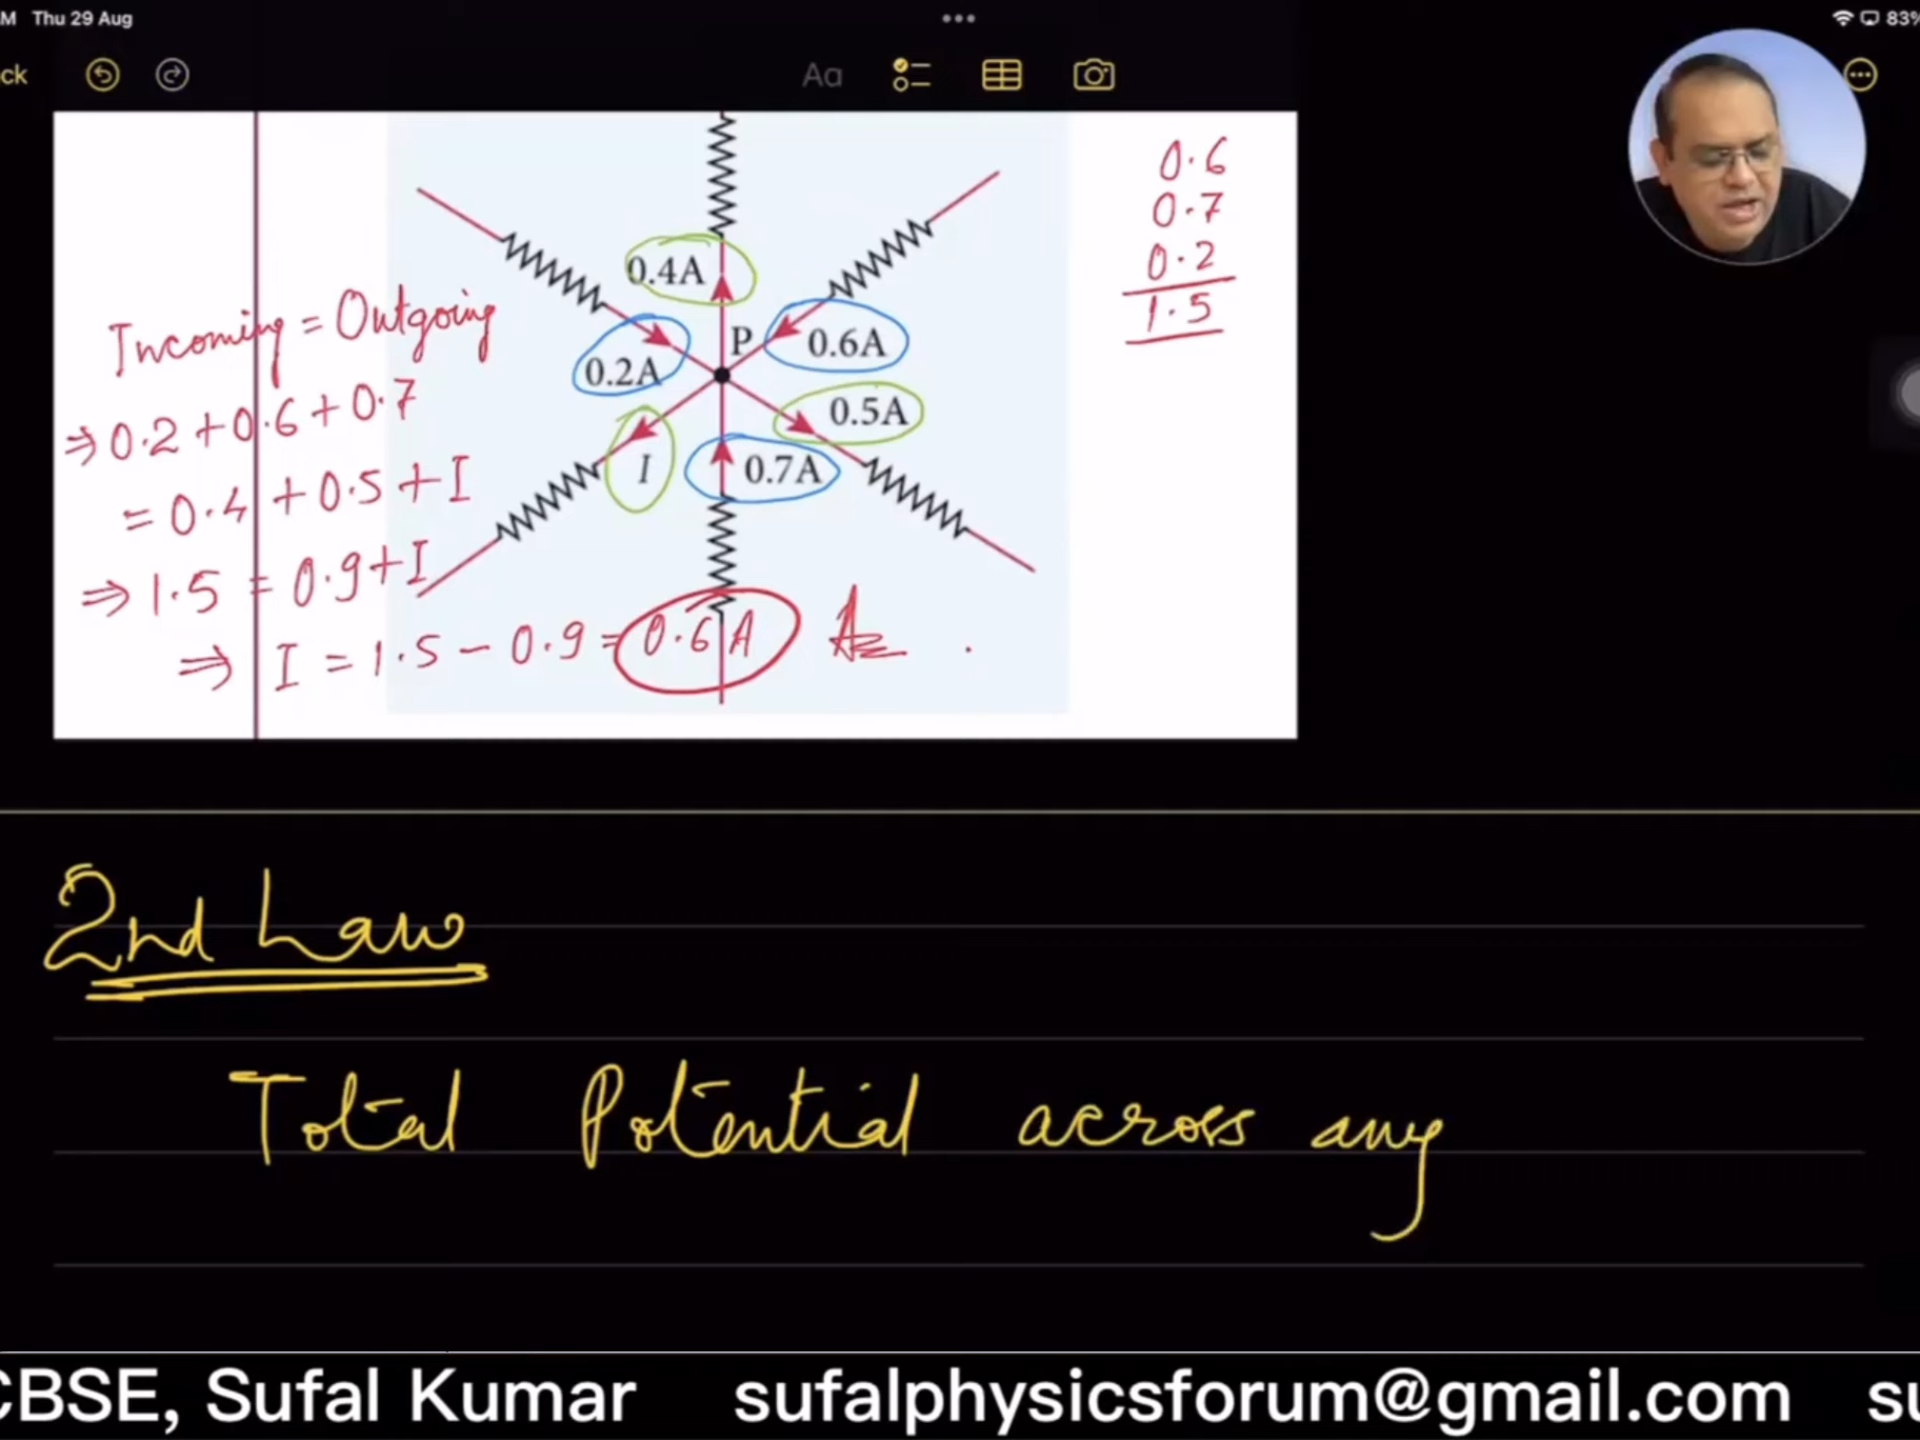 M Thu 29 Aug
83%
ck
Aa
0.6
0.7
0.2
1.5
0.4A
Incoming = Outgoing
P
0.6A
0.2A
⇒ 0.2 + 0.6 + 0.7
0.5A
I
0.7A
= 0.4 + 0.5 + I
⇒ 1.5 = 0.9 + I
⇒ I = 1.5 - 0.9 = 0.6 A
2nd Law
Total Potential across any
CBSE, Sufal Kumar sufalphysicsforum@gmail.com su